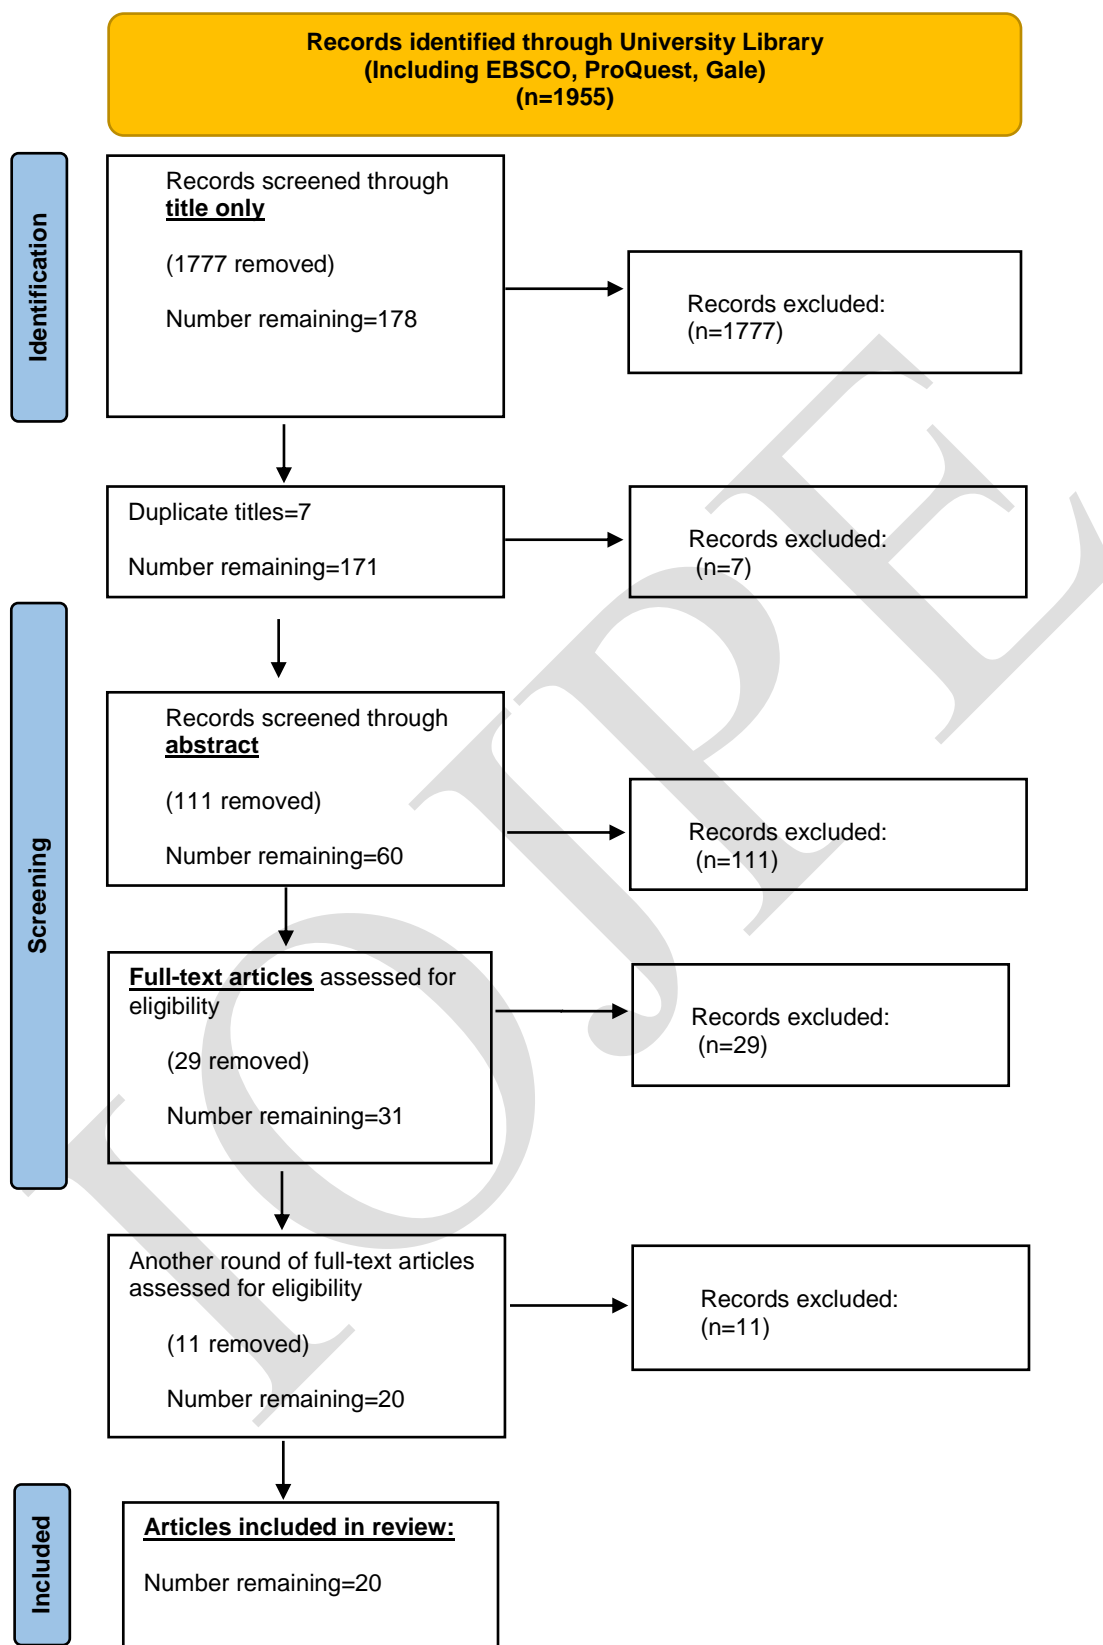 Records identified through University Library
(Including EBSCO, ProQuest, Gale)
(n=1955)
Identification
Records screened through
title only
(1777 removed)
Number remaining=178
Records excluded:
(n=1777)
Duplicate titles=7
Number remaining=171
Records excluded:
(n=7)
Screening
Records screened through
abstract
(111 removed)
Number remaining=60
Records excluded:
(n=111)
Full-text articles assessed for
eligibility
(29 removed)
Number remaining=31
Records excluded:
(n=29)
Another round of full-text articles
assessed for eligibility
(11 removed)
Number remaining=20
Records excluded:
(n=11)
Included
Articles included in review:
Number remaining=20
IOJPE